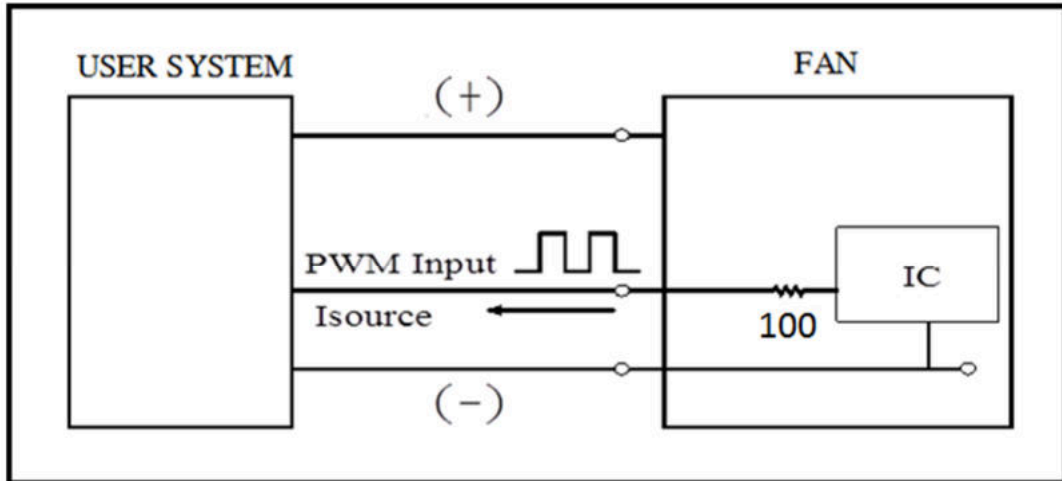 USER SYSTEM
FAN
(+)
PWM Input
Isource
IC
100
(-)